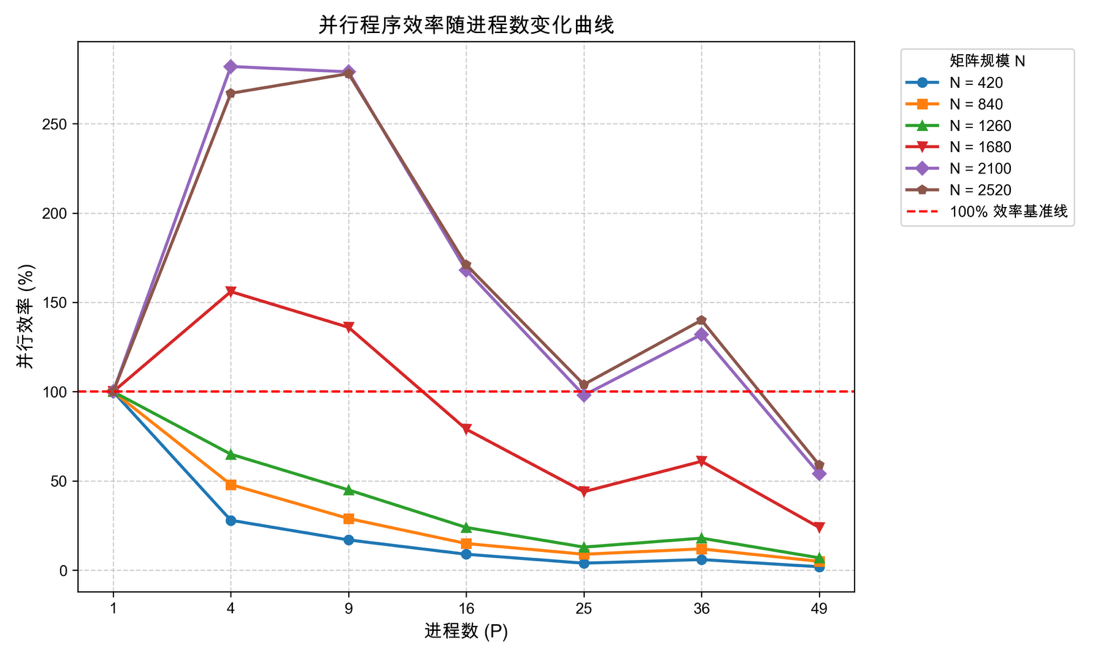 并行程序效率随进程数变化曲线
并行效率 (%)
250
200
150
100
50
0
1 4 9 16 25 36 49
进程数 (P)
矩阵规模 N
N = 420
N = 840
N = 1260
N = 1680
N = 2100
N = 2520
100% 效率基准线